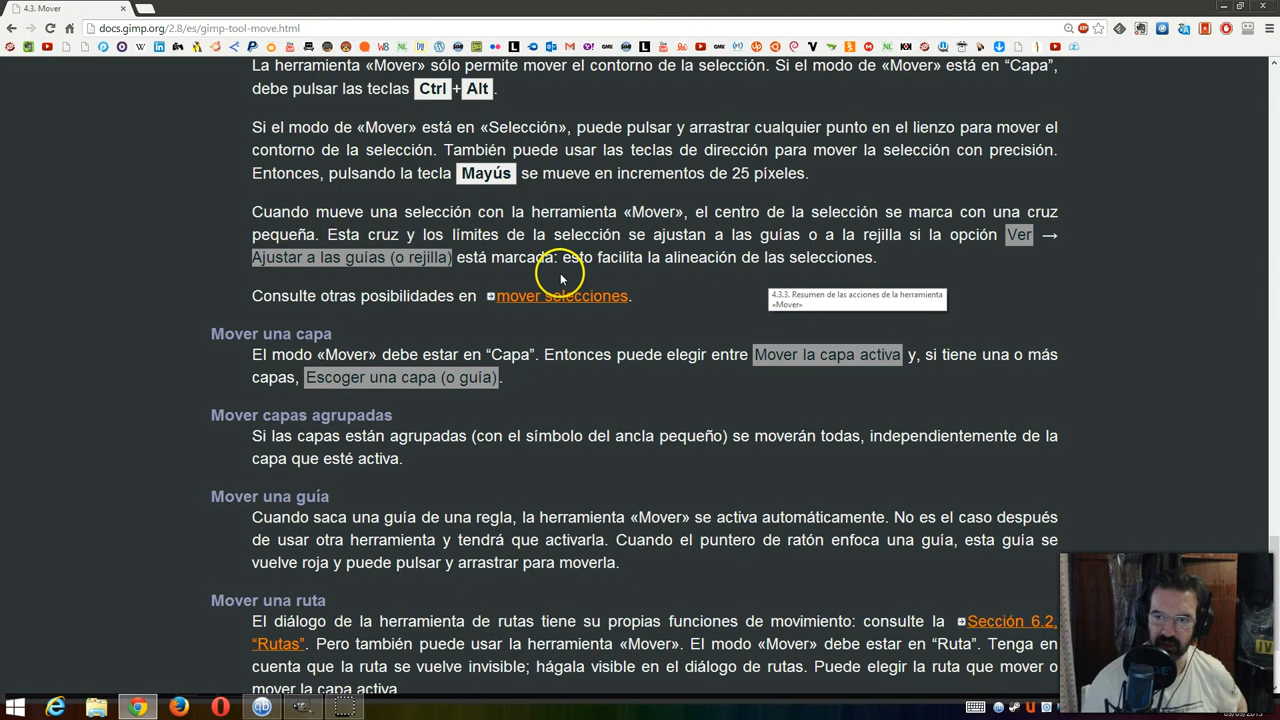 4.3. Mover
docs.gimp.org/2.8/es/gimp-tool-move.html
La herramienta «Mover» sólo permite mover el contorno de la selección. Si el modo de «Mover» está en “Capa”,
debe pulsar las teclas Ctrl+Alt.
Si el modo de «Mover» está en «Selección», puede pulsar y arrastrar cualquier punto en el lienzo para mover el
contorno de la selección. También puede usar las teclas de dirección para mover la selección con precisión.
Entonces, pulsando la tecla Mayús se mueve en incrementos de 25 píxeles.
Cuando mueve una selección con la herramienta «Mover», el centro de la selección se marca con una cruz
pequeña. Esta cruz y los límites de la selección se ajustan a las guías o a la rejilla si la opción Ver →
Ajustar a las guías (o rejilla) está marcada: esto facilita la alineación de las selecciones.
Consulte otras posibilidades en mover selecciones.
4.3.3. Resumen de las acciones de la herramienta
«Mover»
Mover una capa
El modo «Mover» debe estar en “Capa”. Entonces puede elegir entre Mover la capa activa y, si tiene una o más
capas, Escoger una capa (o guía).
Mover capas agrupadas
Si las capas están agrupadas (con el símbolo del ancla pequeño) se moverán todas, independientemente de la
capa que esté activa.
Mover una guía
Cuando saca una guía de una regla, la herramienta «Mover» se activa automáticamente. No es el caso después
de usar otra herramienta y tendrá que activarla. Cuando el puntero de ratón enfoca una guía, esta guía se
vuelve roja y puede pulsar y arrastrar para moverla.
Mover una ruta
El diálogo de la herramienta de rutas tiene su propias funciones de movimiento: consulte la Sección 6.2,
“Rutas”. Pero también puede usar la herramienta «Mover». El modo «Mover» debe estar en “Ruta”. Tenga en
cuenta que la ruta se vuelve invisible; hágala visible en el diálogo de rutas. Puede elegir la ruta que mover o
mover la capa activa